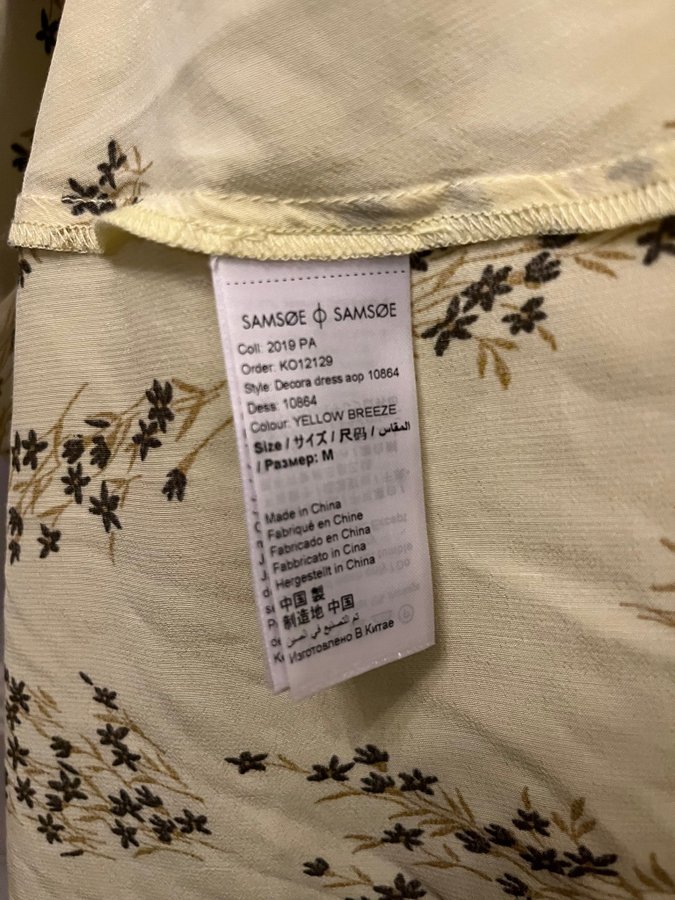 SAMSØE ϕ SAMSØE
Coll: 2019 PA
Order: KO12129
Style: Decora dress aop 10864
Dess: 10864
Colour: YELLOW BREEZE
Size / サイズ / 尺码 / المقاس
/ Размер: M
Made in China
Fabriqué en Chine
Fabricado en China
Fabbricato in Cina
Hergestellt in China
中国 製
制造地 中国
تم التصنيع في الصين
Изготовлено В Китае